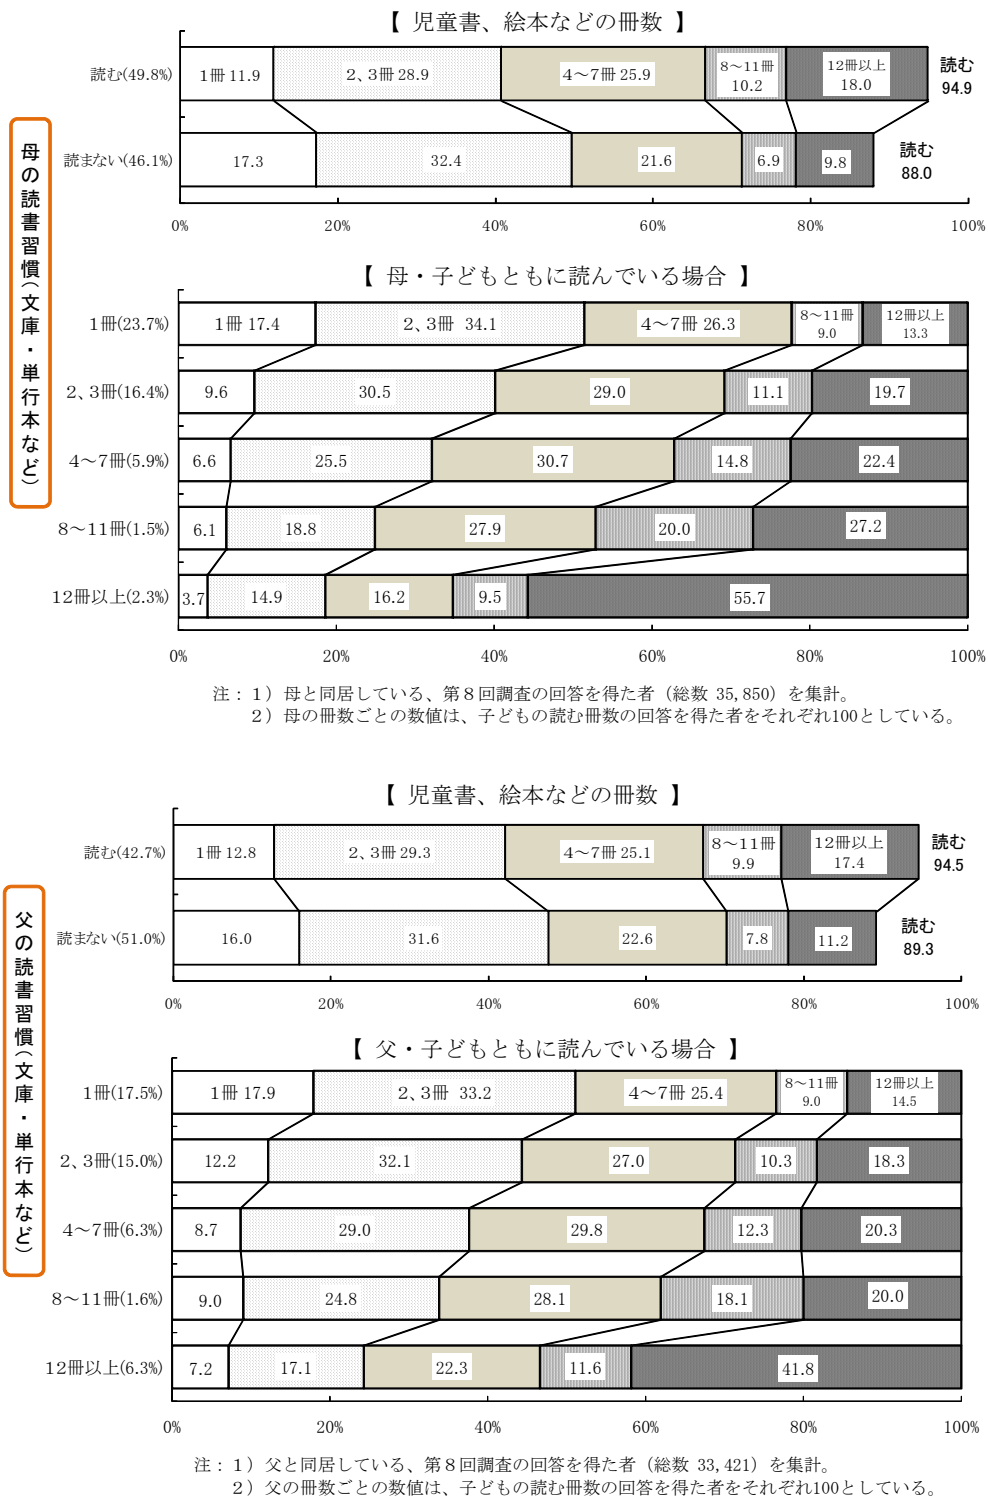 【 児童書、絵本などの冊数 】
読む(49.8%) 1冊 11.9 2、3冊 28.9 4～7冊 25.9 8～11冊 10.2 12冊以上 18.0 読む 94.9
読まない(46.1%) 17.3 32.4 21.6 6.9 9.8 読む 88.0
0% 20% 40% 60% 80% 100%
母の読書習慣（文庫・単行本など）
【 母・子どもともに読んでいる場合 】
1冊(23.7%) 1冊 17.4 2、3冊 34.1 4～7冊 26.3 8～11冊 9.0 12冊以上 13.3
2、3冊(16.4%) 9.6 30.5 29.0 11.1 19.7
4～7冊(5.9%) 6.6 25.5 30.7 14.8 22.4
8～11冊(1.5%) 6.1 18.8 27.9 20.0 27.2
12冊以上(2.3%) 3.7 14.9 16.2 9.5 55.7
0% 20% 40% 60% 80% 100%
注：1）母と同居している、第8回調査の回答を得た者（総数 35,850）を集計。
2）母の冊数ごとの数値は、子どもの読む冊数の回答を得た者をそれぞれ100としている。
【 児童書、絵本などの冊数 】
読む(42.7%) 1冊 12.8 2、3冊 29.3 4～7冊 25.1 8～11冊 9.9 12冊以上 17.4 読む 94.5
読まない(51.0%) 16.0 31.6 22.6 7.8 11.2 読む 89.3
0% 20% 40% 60% 80% 100%
父の読書習慣（文庫・単行本など）
【 父・子どもともに読んでいる場合 】
1冊(17.5%) 1冊 17.9 2、3冊 33.2 4～7冊 25.4 8～11冊 9.0 12冊以上 14.5
2、3冊(15.0%) 12.2 32.1 27.0 10.3 18.3
4～7冊(6.3%) 8.7 29.0 29.8 12.3 20.3
8～11冊(1.6%) 9.0 24.8 28.1 18.1 20.0
12冊以上(6.3%) 7.2 17.1 22.3 11.6 41.8
0% 20% 40% 60% 80% 100%
注：1）父と同居している、第8回調査の回答を得た者（総数 33,421）を集計。
2）父の冊数ごとの数値は、子どもの読む冊数の回答を得た者をそれぞれ100としている。